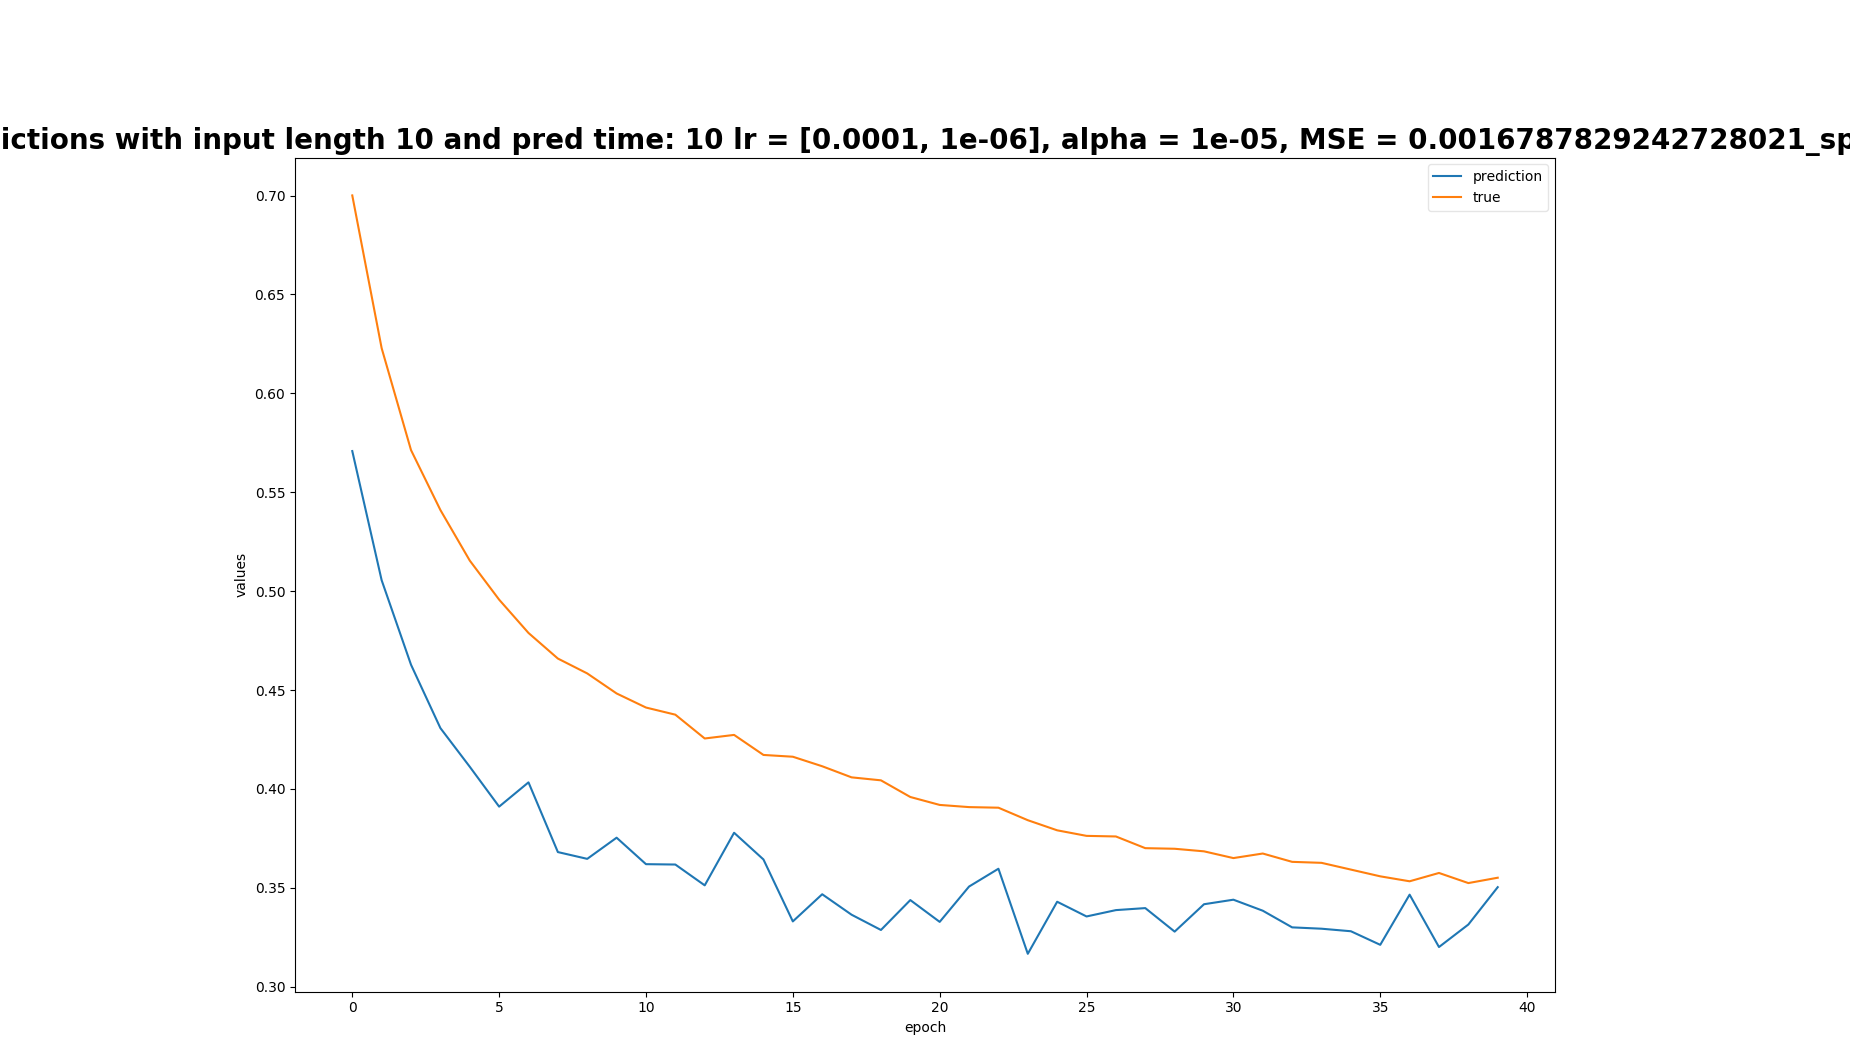 ictions with input length 10 and pred time: 10 lr = [0.0001, 1e-06], alpha = 1e-05, MSE = 0.0016787829242728021_sp
prediction
true
0.70
0.65
0.60
0.55
0.50
0.45
0.40
0.35
0.30
values
0 5 10 15 20 25 30 35 40
epoch